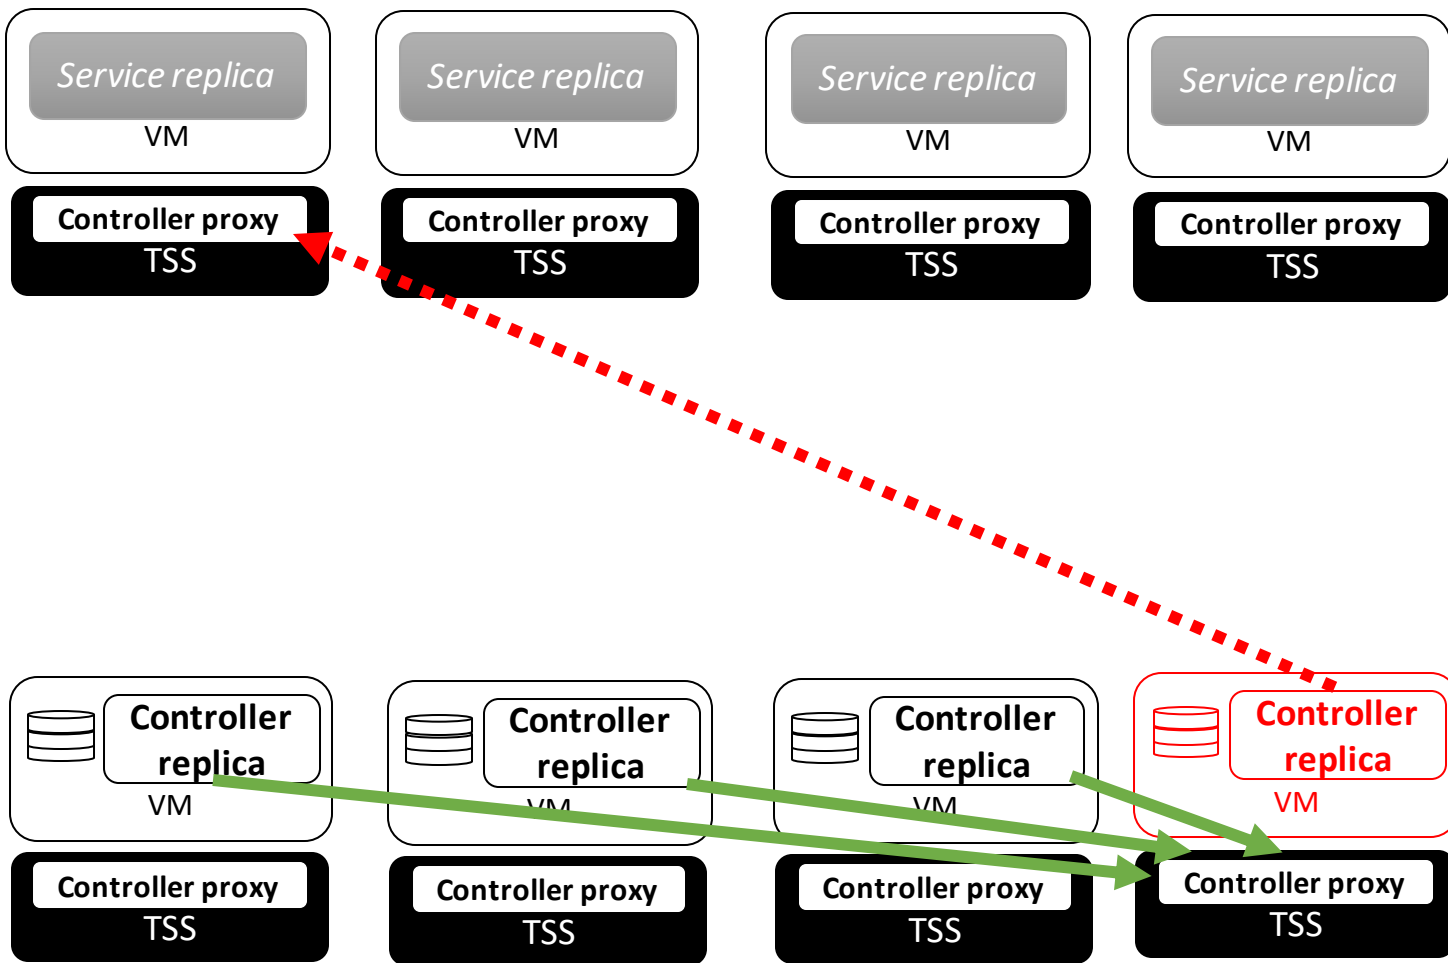 Service replica
Service replica
Service replica
Service replica
VM
VM
VM
VM
Controller proxy
Controller proxy
Controller proxy
Controller proxy
TSS
TSS
TSS
TSS
Controller
replica
Controller
replica
Controller
replica
Controller
replica
VM
VM
VM
VM
Controller proxy
Controller proxy
Controller proxy
Controller proxy
TSS
TSS
TSS
TSS